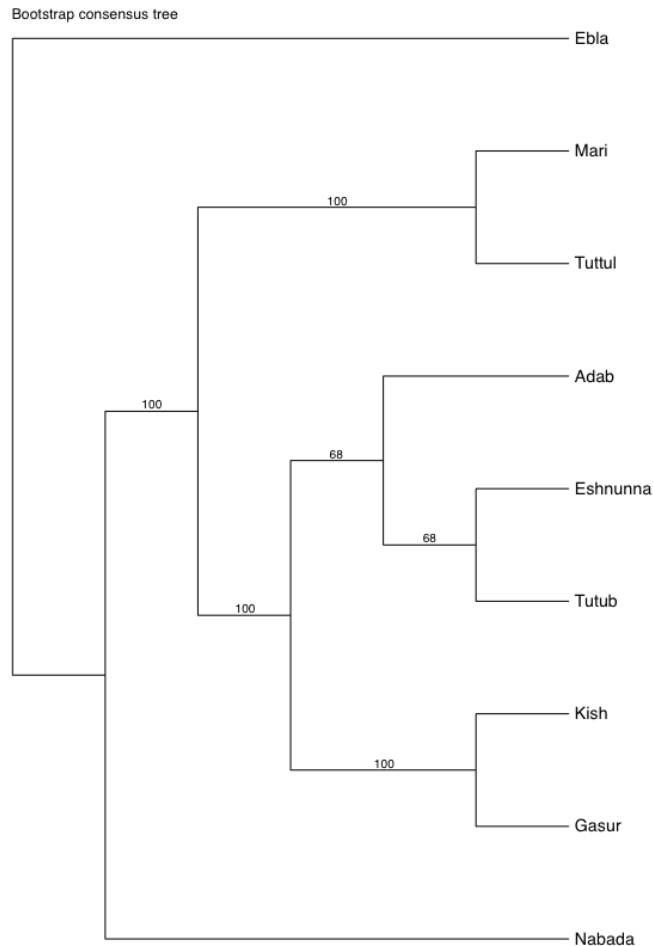 Bootstrap consensus tree
Ebla
Mari
100
Tuttul
Adab
100
68
Eshnunna
68
Tutub
100
Kish
100
Gasur
Nabada